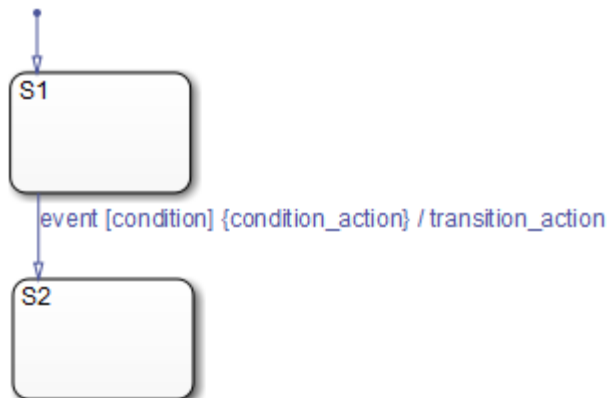 S1
event [condition] {condition_action} / transition_action
S2